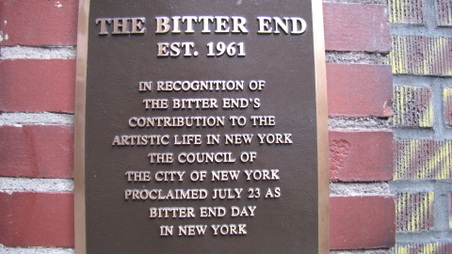 THE BITTER END
EST. 1961
IN RECOGNITION OF
THE BITTER END'S
CONTRIBUTION TO THE
ARTISTIC LIFE IN NEW YORK
THE COUNCIL OF
THE CITY OF NEW YORK
PROCLAIMED JULY 23 AS
BITTER END DAY
IN NEW YORK